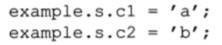 example.s.c1 = 'a';
example.s.c2 = 'b';